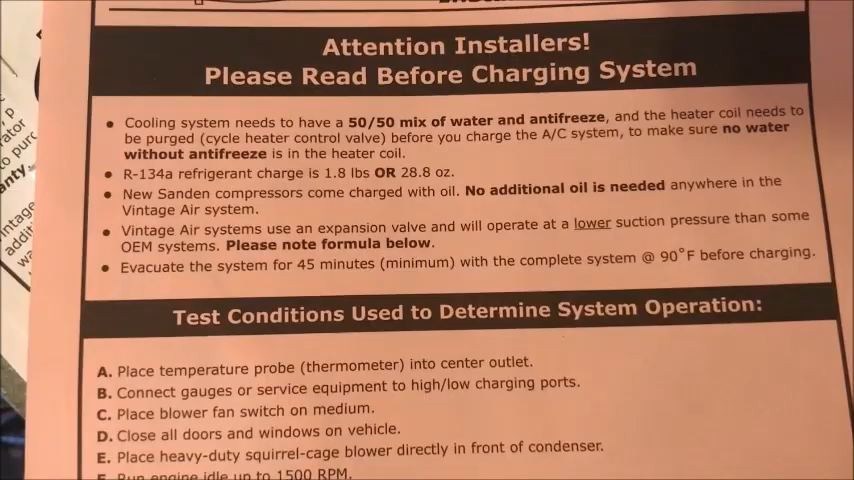 Attention Installers!
Please Read Before Charging System
• Cooling system needs to have a 50/50 mix of water and antifreeze, and the heater coil needs to
be purged (cycle heater control valve) before you charge the A/C system, to make sure no water
without antifreeze is in the heater coil.
• R-134a refrigerant charge is 1.8 lbs OR 28.8 oz.
• New Sanden compressors come charged with oil. No additional oil is needed anywhere in the
Vintage Air system.
• Vintage Air systems use an expansion valve and will operate at a lower suction pressure than some
OEM systems. Please note formula below.
• Evacuate the system for 45 minutes (minimum) with the complete system @ 90°F before charging.
Test Conditions Used to Determine System Operation:
A. Place temperature probe (thermometer) into center outlet.
B. Connect gauges or service equipment to high/low charging ports.
C. Place blower fan switch on medium.
D. Close all doors and windows on vehicle.
E. Place heavy-duty squirrel-cage blower directly in front of condenser.
F. Run engine idle up to 1500 RPM.